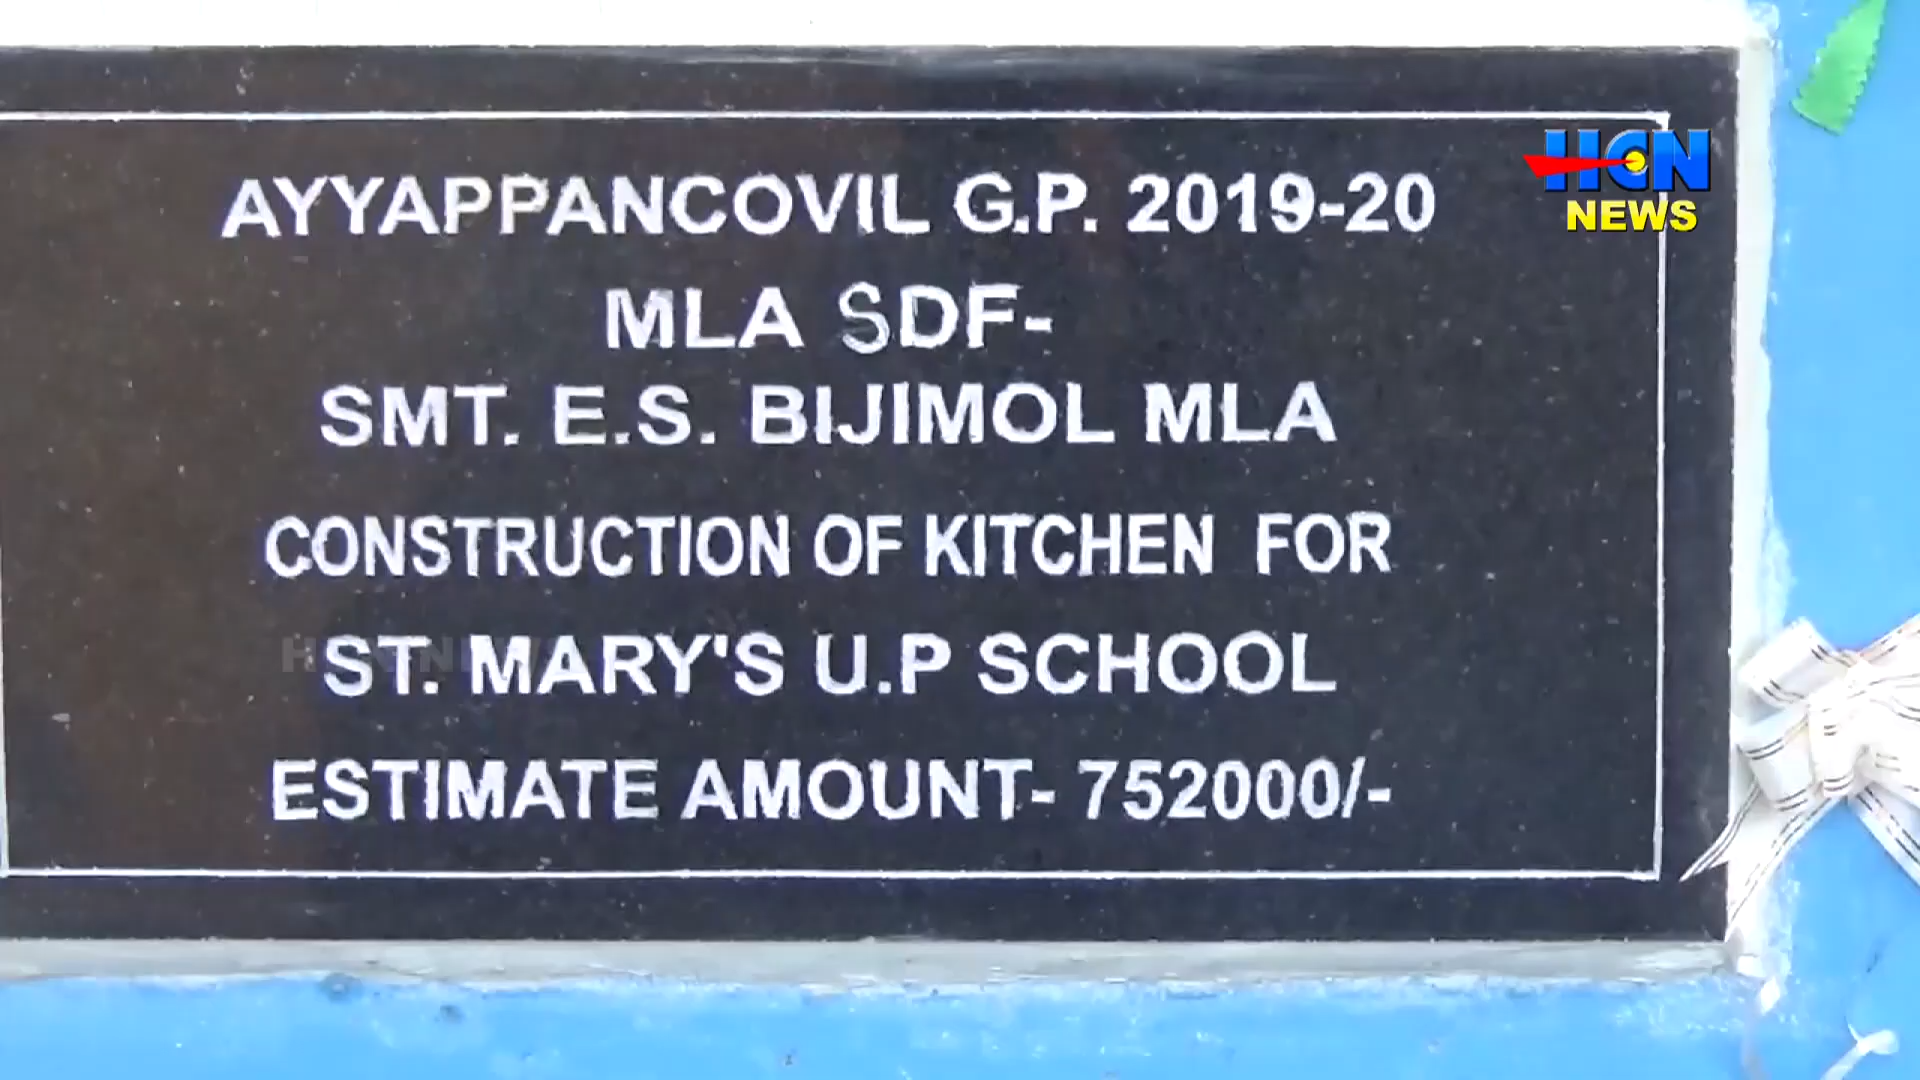 AYYAPPANCOVIL G.P. 2019-20
HCN
NEWS
MLA SDF-
SMT. E.S. BIJIMOL MLA
CONSTRUCTION OF KITCHEN FOR
ST. MARY'S U.P SCHOOL
ESTIMATE AMOUNT- 752000/-